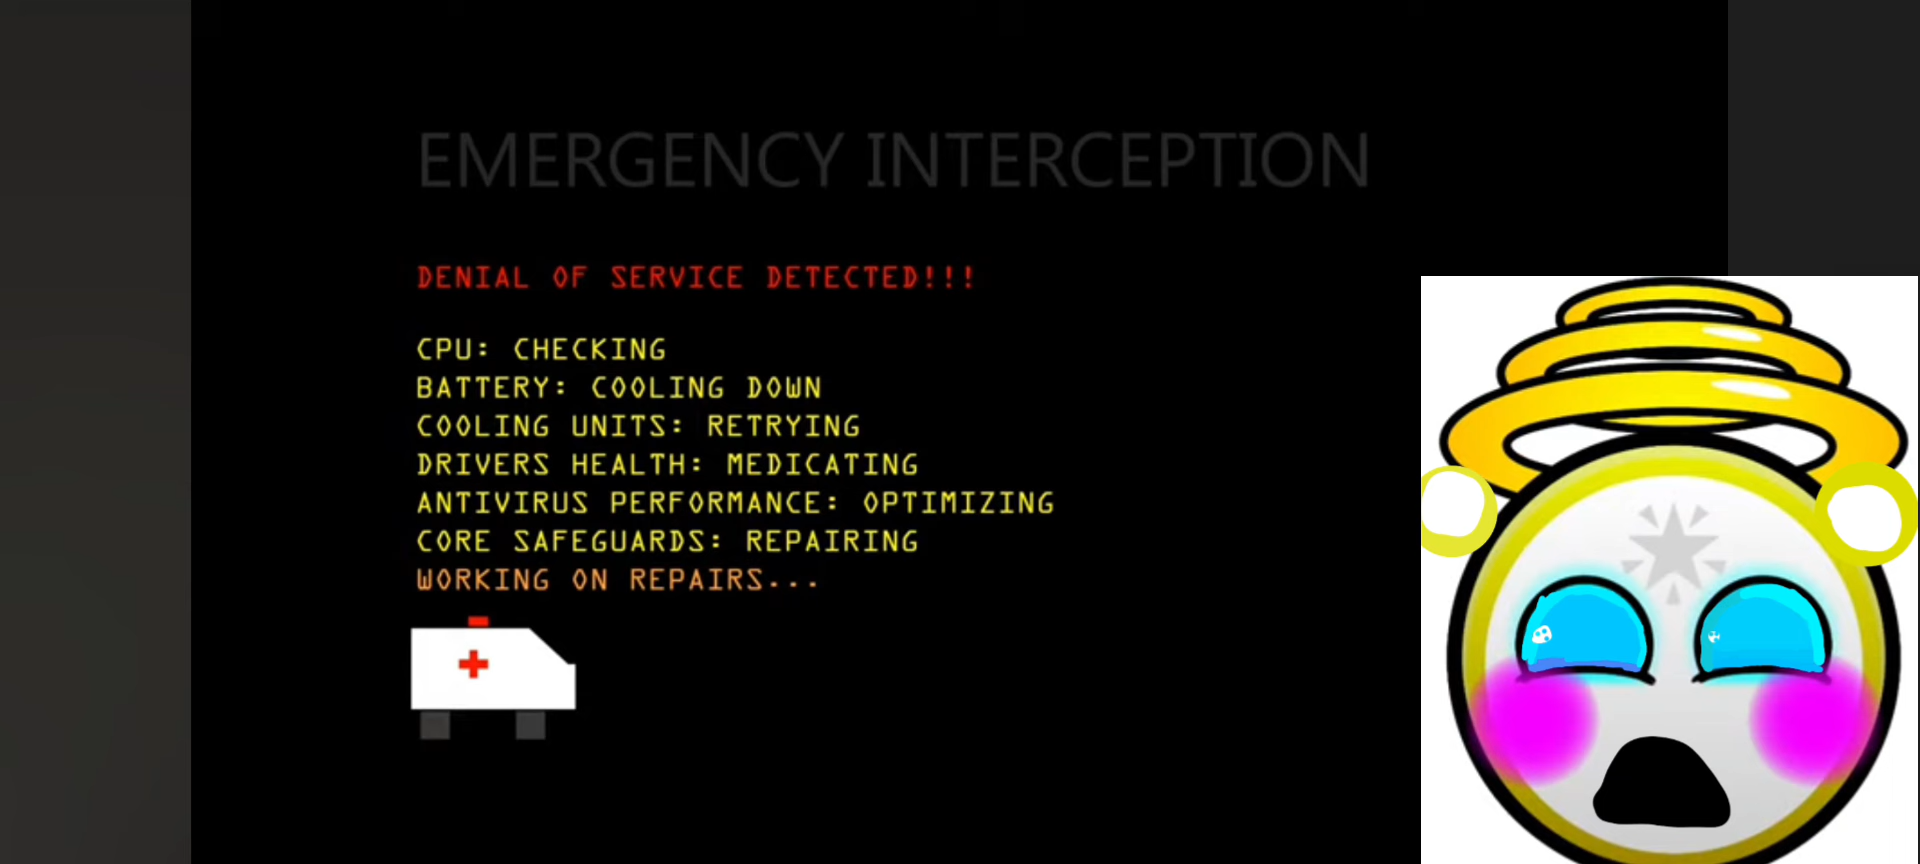 EMERGENCY INTERCEPTION
DENIAL OF SERVICE DETECTED!!!
CPU: CHECKING
BATTERY: COOLING DOWN
COOLING UNITS: RETRYING
DRIVERS HEALTH: MEDICATING
ANTIVIRUS PERFORMANCE: OPTIMIZING
CORE SAFEGUARDS: REPAIRING
WORKING ON REPAIRS...